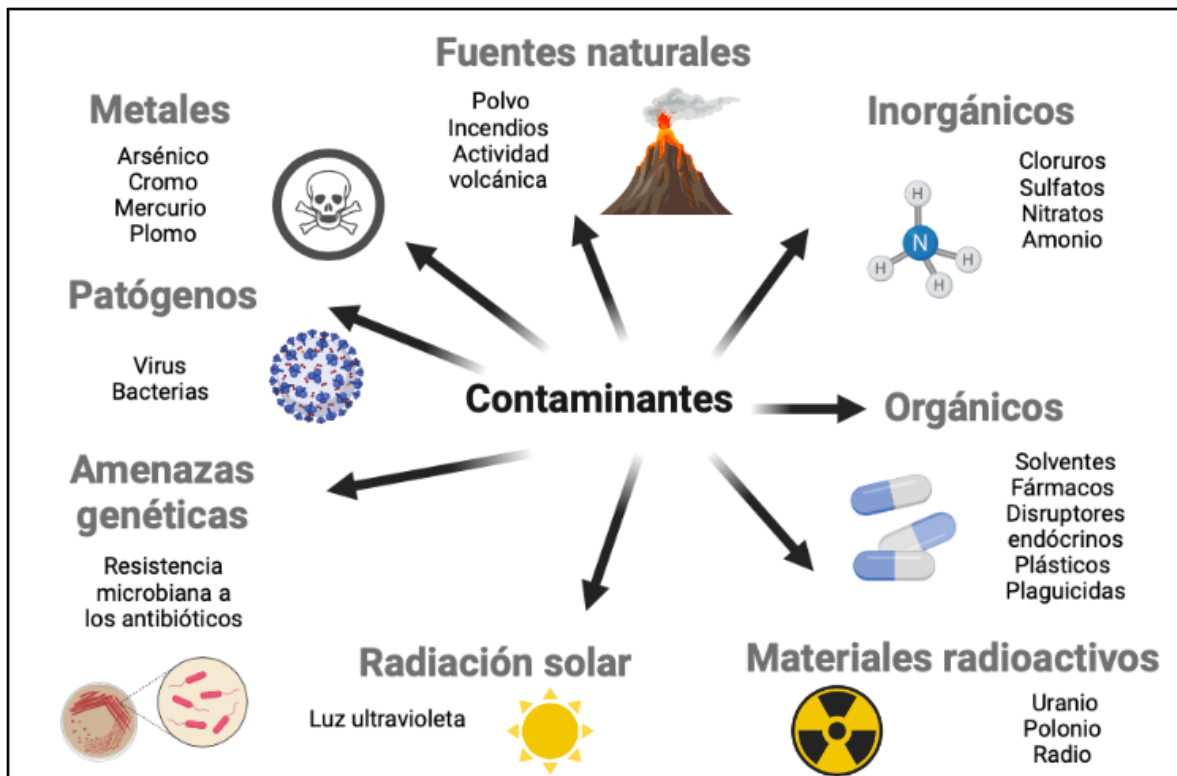 Fuentes naturales
Polvo
Incendios
Actividad
volcánica
Metales
Arsénico
Cromo
Mercurio
Plomo
Inorgánicos
Cloruros
Sulfatos
Nitratos
Amonio
H
N
H
H
H
Patógenos
Virus
Bacterias
Contaminantes
Orgánicos
Solventes
Fármacos
Disruptores
endócrinos
Plásticos
Plaguicidas
Amenazas
genéticas
Resistencia
microbiana a
los antibióticos
Radiación solar
Luz ultravioleta
Materiales radioactivos
Uranio
Polonio
Radio